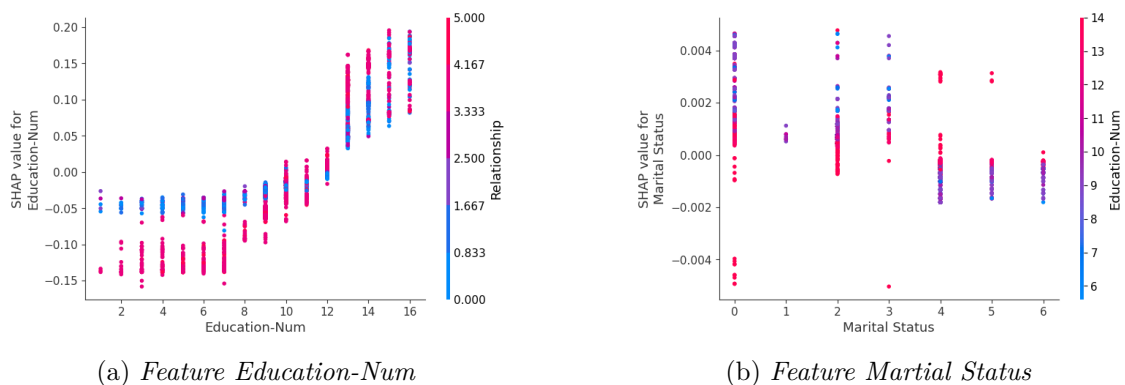 0.20
0.15
0.10
0.05
0.00
−0.05
−0.10
−0.15
SHAP value for
Education-Num
2 4 6 8 10 12 14 16
Education-Num
5.000
4.167
3.333
2.500
1.667
0.833
0.000
Relationship
(a) Feature Education-Num
0.004
0.002
0.000
−0.002
−0.004
SHAP value for
Marital Status
0 1 2 3 4 5 6
Marital Status
14
13
12
11
10
9
8
7
6
Education-Num
(b) Feature Martial Status